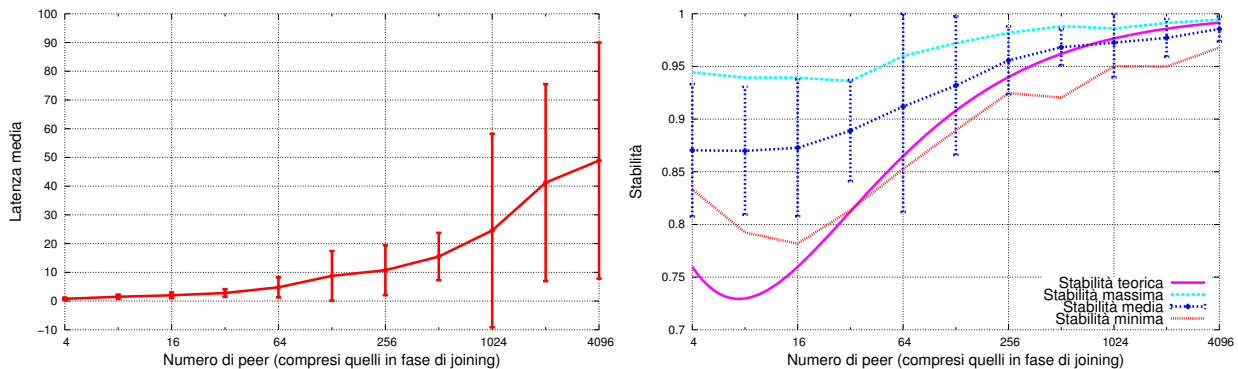 100
90
80
70
60
50
40
30
20
10
0
−10
4 16 64 256 1024 4096
Latenza media
Numero di peer (compresi quelli in fase di joining)
1
0.95
0.9
0.85
0.8
0.75
0.7
4 16 64 256 1024 4096
Stabilità
Numero di peer (compresi quelli in fase di joining)
Stabilità teorica
Stabilità massima
Stabilità media
Stabilità minima